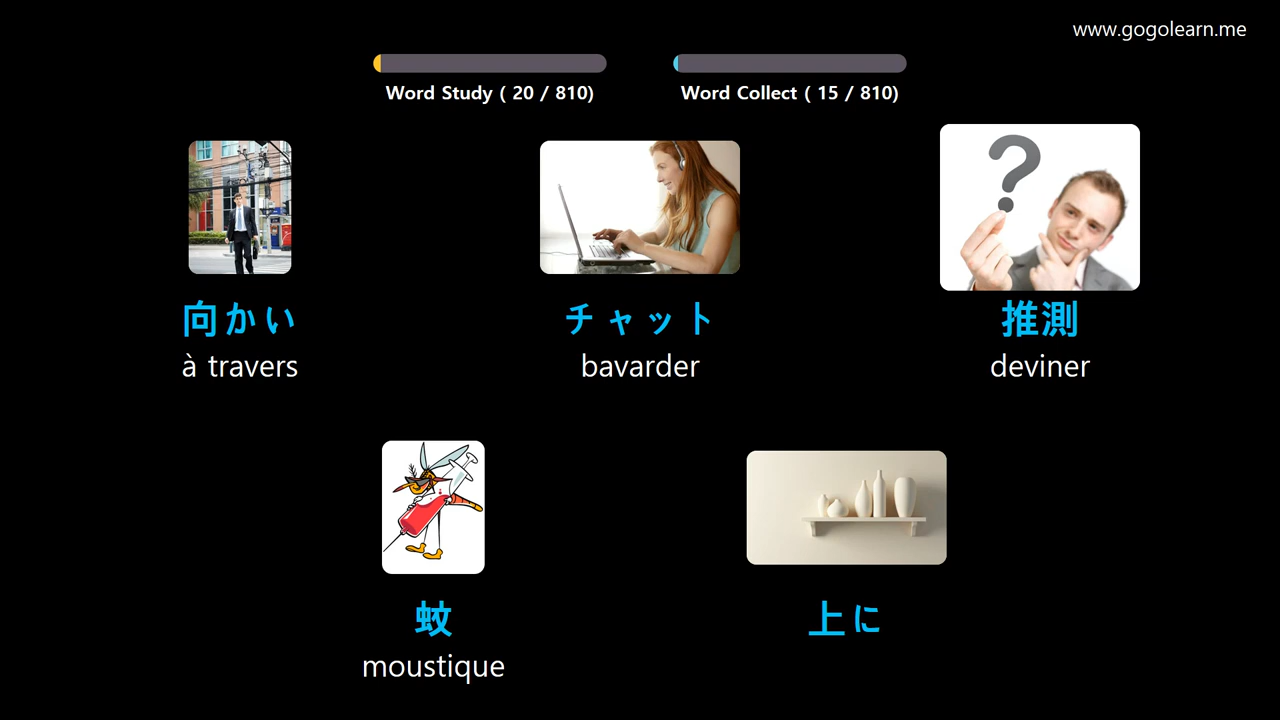 www.gogolearn.me
Word Study ( 20 / 810)
Word Collect ( 15 / 810)
向かい
à travers
チャット
bavarder
推測
deviner
蚊
moustique
上に